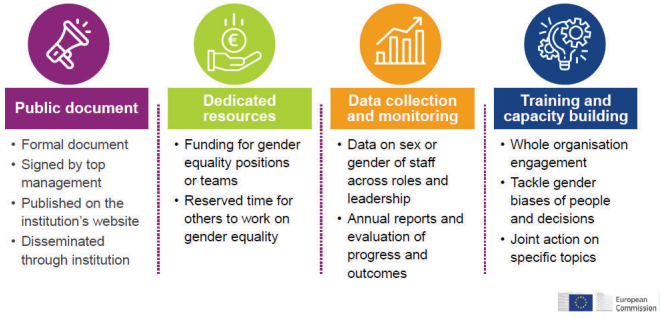 Public document
• Formal document
• Signed by top
management
• Published on the
institution's website
• Disseminated
through institution
Dedicated
resources
• Funding for gender
equality positions
or teams
• Reserved time for
others to work on
gender equality
Data collection
and monitoring
• Data on sex or
gender of staff
across roles and
leadership
• Annual reports and
evaluation of
progress and
outcomes
Training and
capacity building
• Whole organisation
engagement
• Tackle gender
biases of people
and decisions
• Joint action on
specific topics
European
Commission